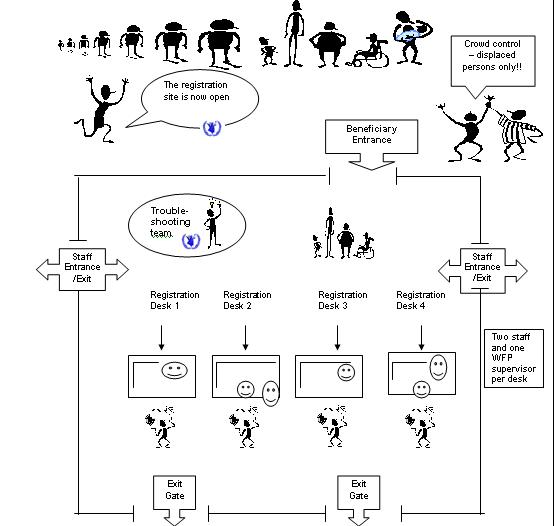 Crowd control
– displaced
persons only!!
The registration
site is now open
Beneficiary
Entrance
Trouble-
shooting
team.
Staff
Entrance
/Exit
Staff
Entrance
/Exit
Registration
Desk 1
Registration
Desk 2
Registration
Desk 3
Registration
Desk 4
Two staff
and one
WFP
supervisor
per desk
Exit
Gate
Exit
Gate